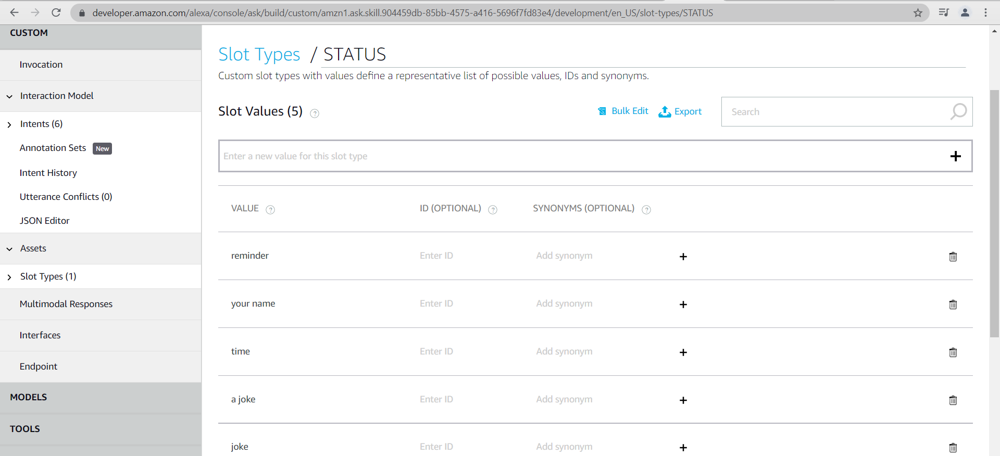 developer.amazon.com/alexa/console/ask/build/custom/amzn1.ask.skill.904459db-85bb-4575-a416-5696f7fd83e4/development/en_US/slot-types/STATUS
CUSTOM
Invocation
Interaction Model
Intents (6)
Annotation Sets New
Intent History
Utterance Conflicts (0)
JSON Editor
Assets
Slot Types (1)
Multimodal Responses
Interfaces
Endpoint
MODELS
TOOLS
Slot Types / STATUS
Custom slot types with values define a representative list of possible values, IDs and synonyms.
Slot Values (5) ?
Bulk Edit Export Search
Enter a new value for this slot type
VALUE ? ID (OPTIONAL) ? SYNONYMS (OPTIONAL) ?
reminder Enter ID Add synonym
your name Enter ID Add synonym
time Enter ID Add synonym
a joke Enter ID Add synonym
joke Enter ID Add synonym